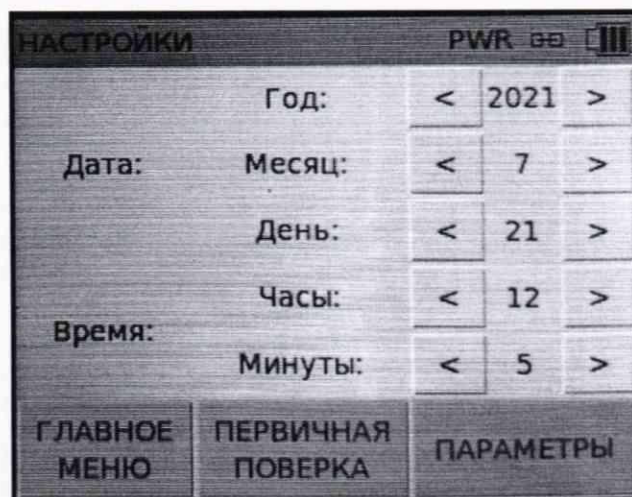 НАСТРОЙКИ PWR
Год: < 2021 >
Дата: Месяц: < 7 >
День: < 21 >
Часы: < 12 >
Время:
Минуты: < 5 >
ГЛАВНОЕ МЕНЮ
ПЕРВИЧНАЯ ПОВЕРКА
ПАРАМЕТРЫ